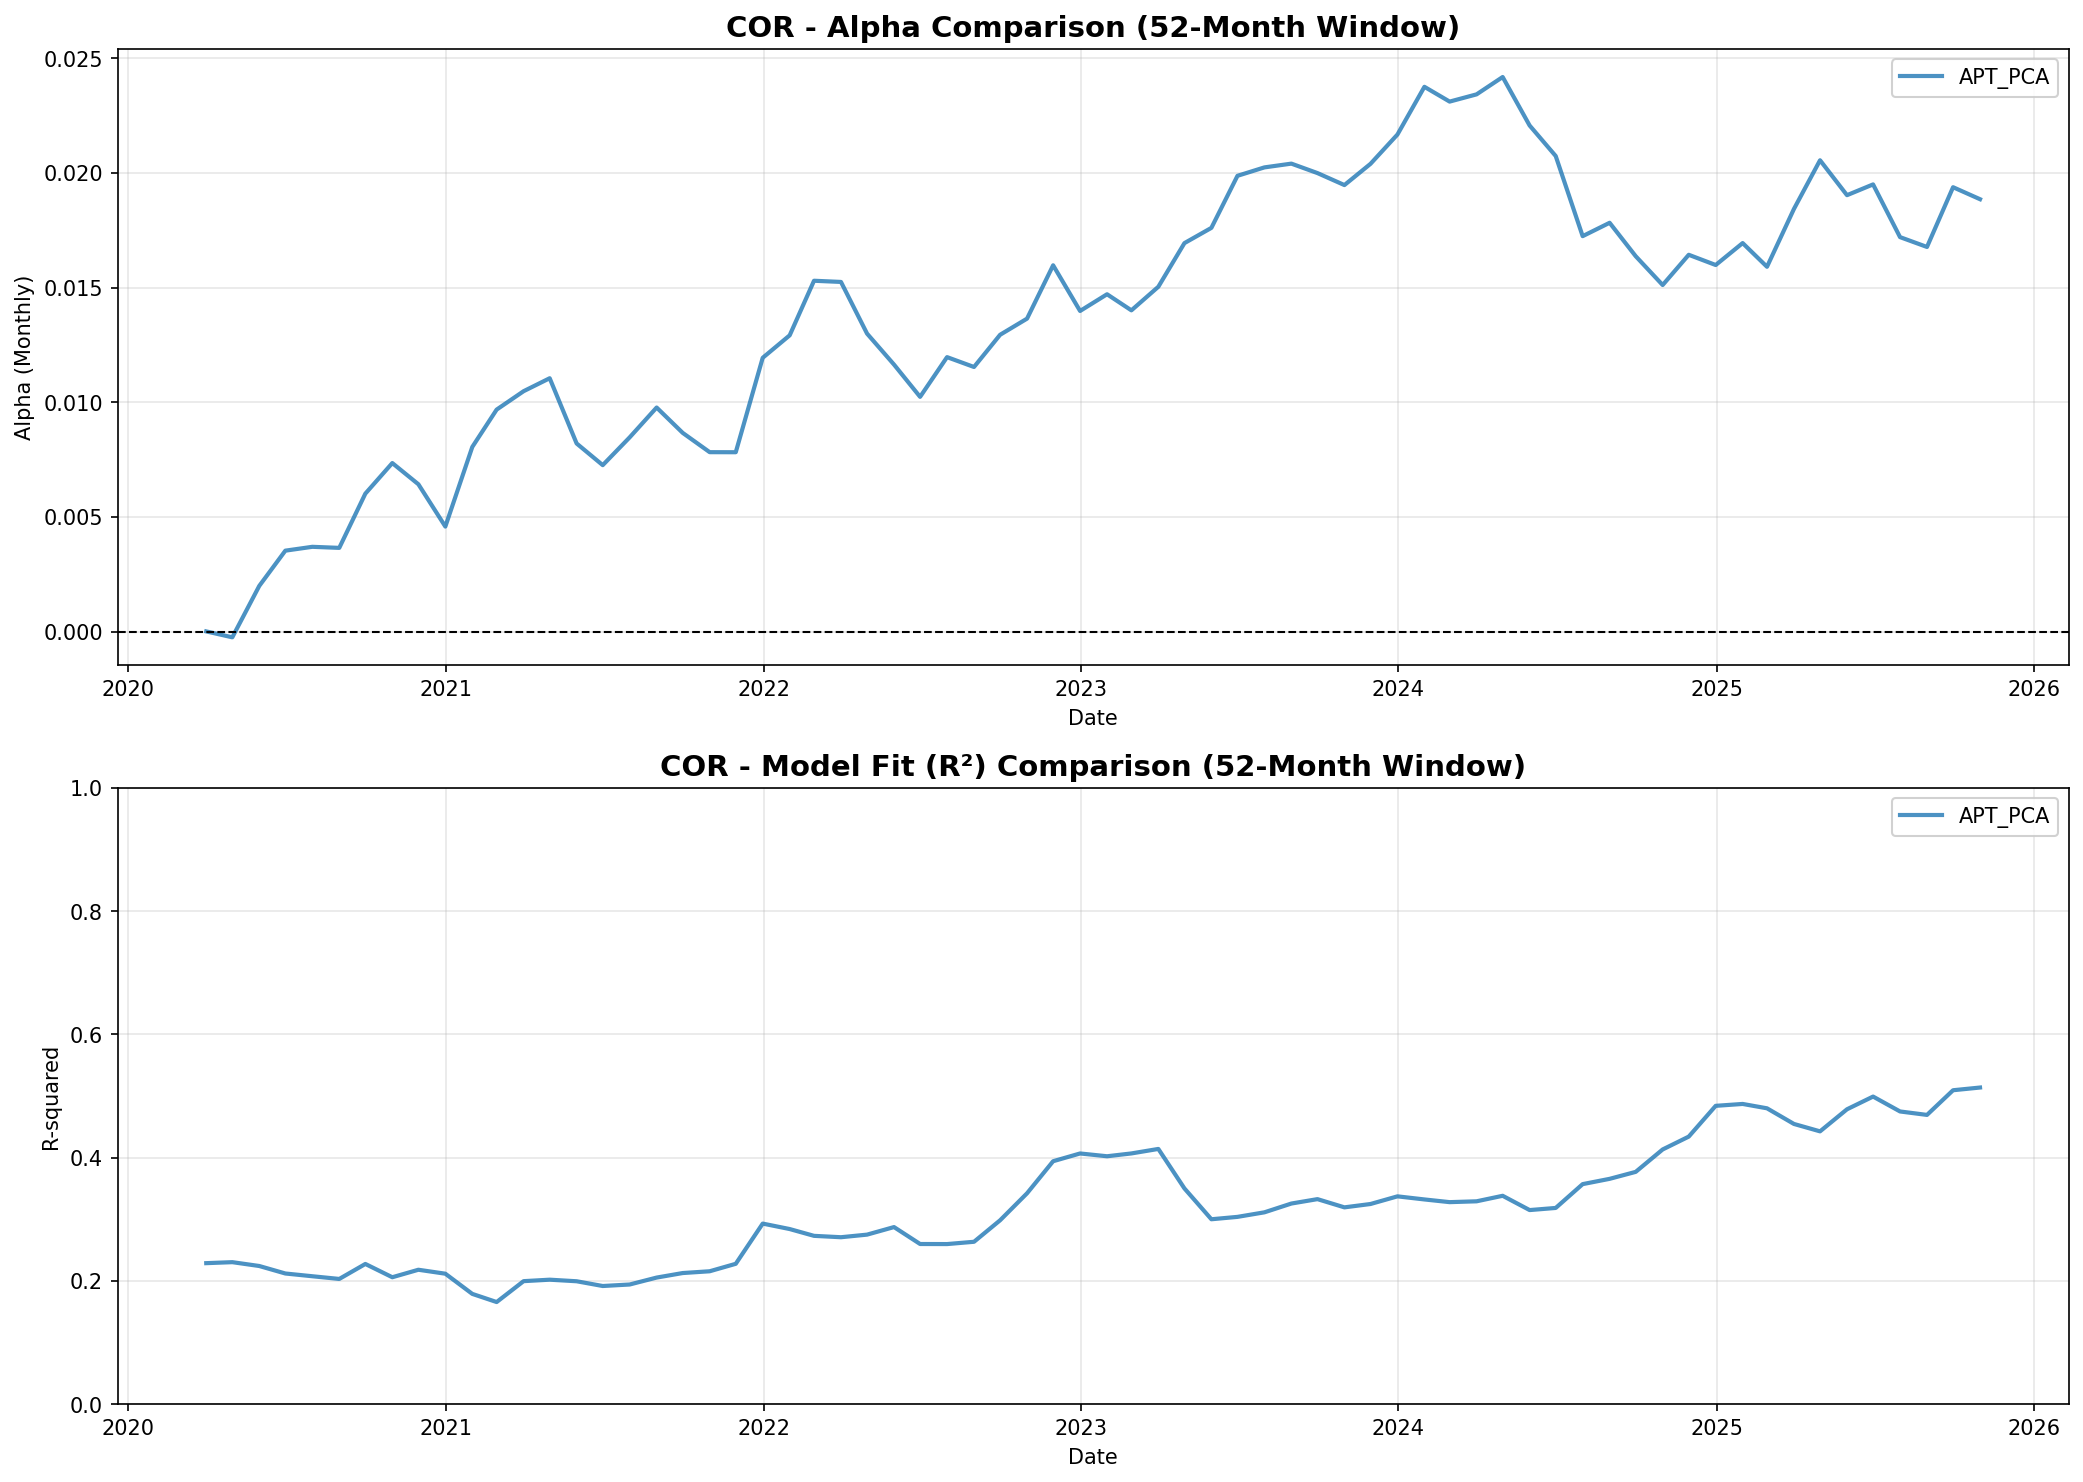 COR - Alpha Comparison (52-Month Window)
0.025
0.020
0.015
0.010
0.005
0.000
Alpha (Monthly)
APT_PCA
2020 2021 2022 2023 2024 2025 2026
Date
COR - Model Fit (R²) Comparison (52-Month Window)
1.0
0.8
0.6
0.4
0.2
0.0
R-squared
APT_PCA
2020 2021 2022 2023 2024 2025 2026
Date